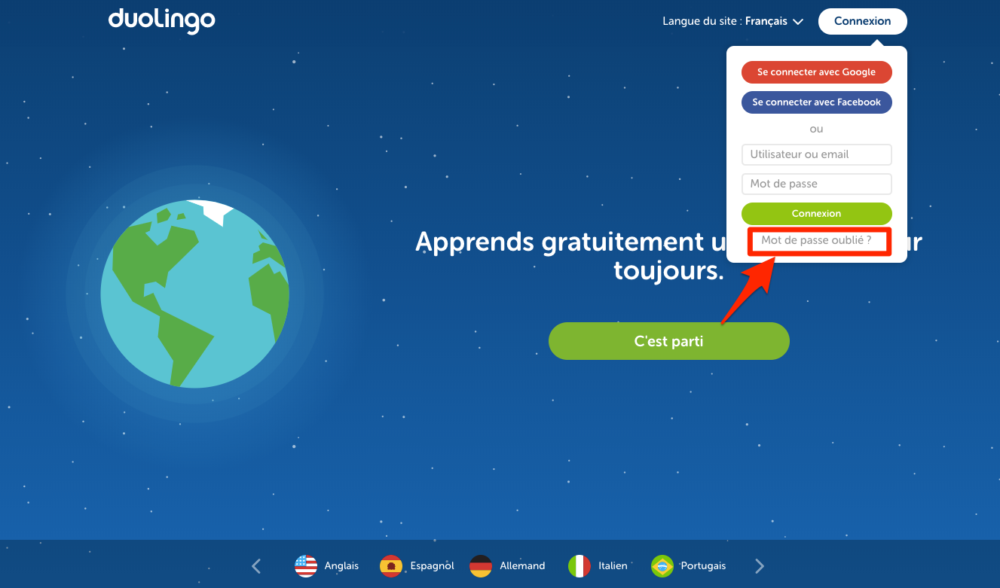 duolingo
Langue du site : Français
Connexion
Se connecter avec Google
Se connecter avec Facebook
ou
Utilisateur ou email
Mot de passe
Connexion
Mot de passe oublié ?
Apprends gratuitement
toujours.
C'est parti
Anglais
Espagnol
Allemand
Italien
Portugais